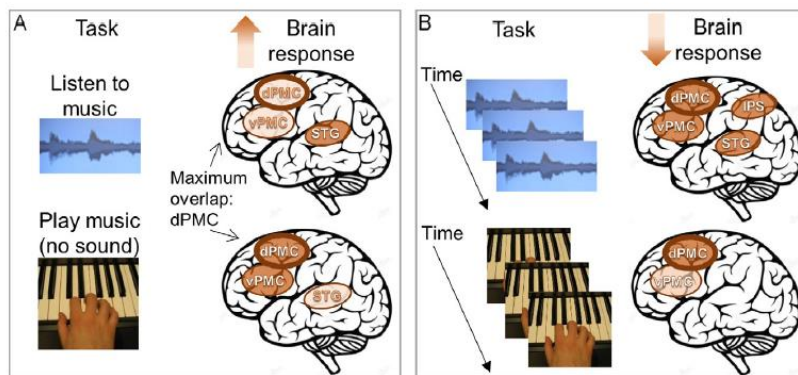 A
Task
Brain
response
Listen to
music
dPMC
vPMC
STG
Maximum
overlap:
dPMC
Play music
(no sound)
dPMC
vPMC
STG
B
Task
Brain
response
Time
dPMC
IPS
vPMC
STG
Time
dPMC
vPMC